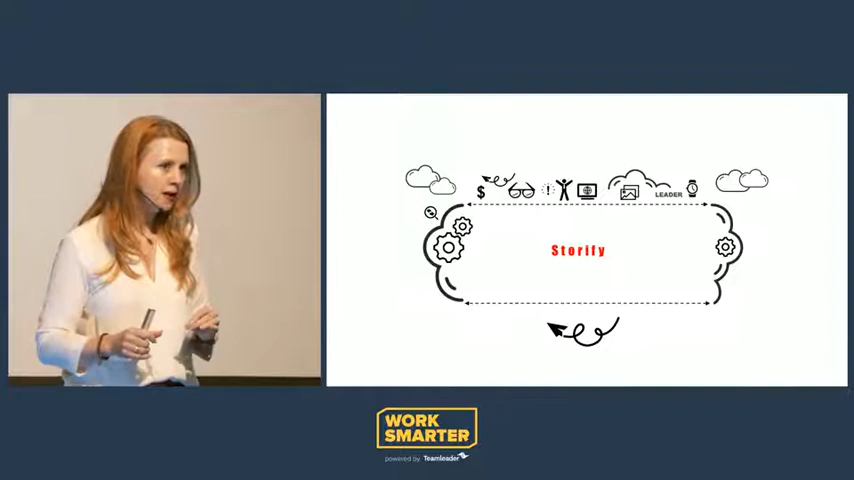 $
!
LEADER
Storify
WORK
SMARTER
powered by Teamleader